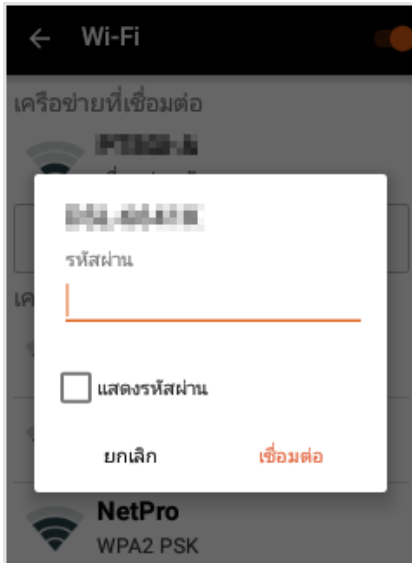 Wi-Fi
เครือข่ายที่เชื่อมต่อ
รหัสผ่าน
แสดงรหัสผ่าน
ยกเลิก
เชื่อมต่อ
NetPro
WPA2 PSK